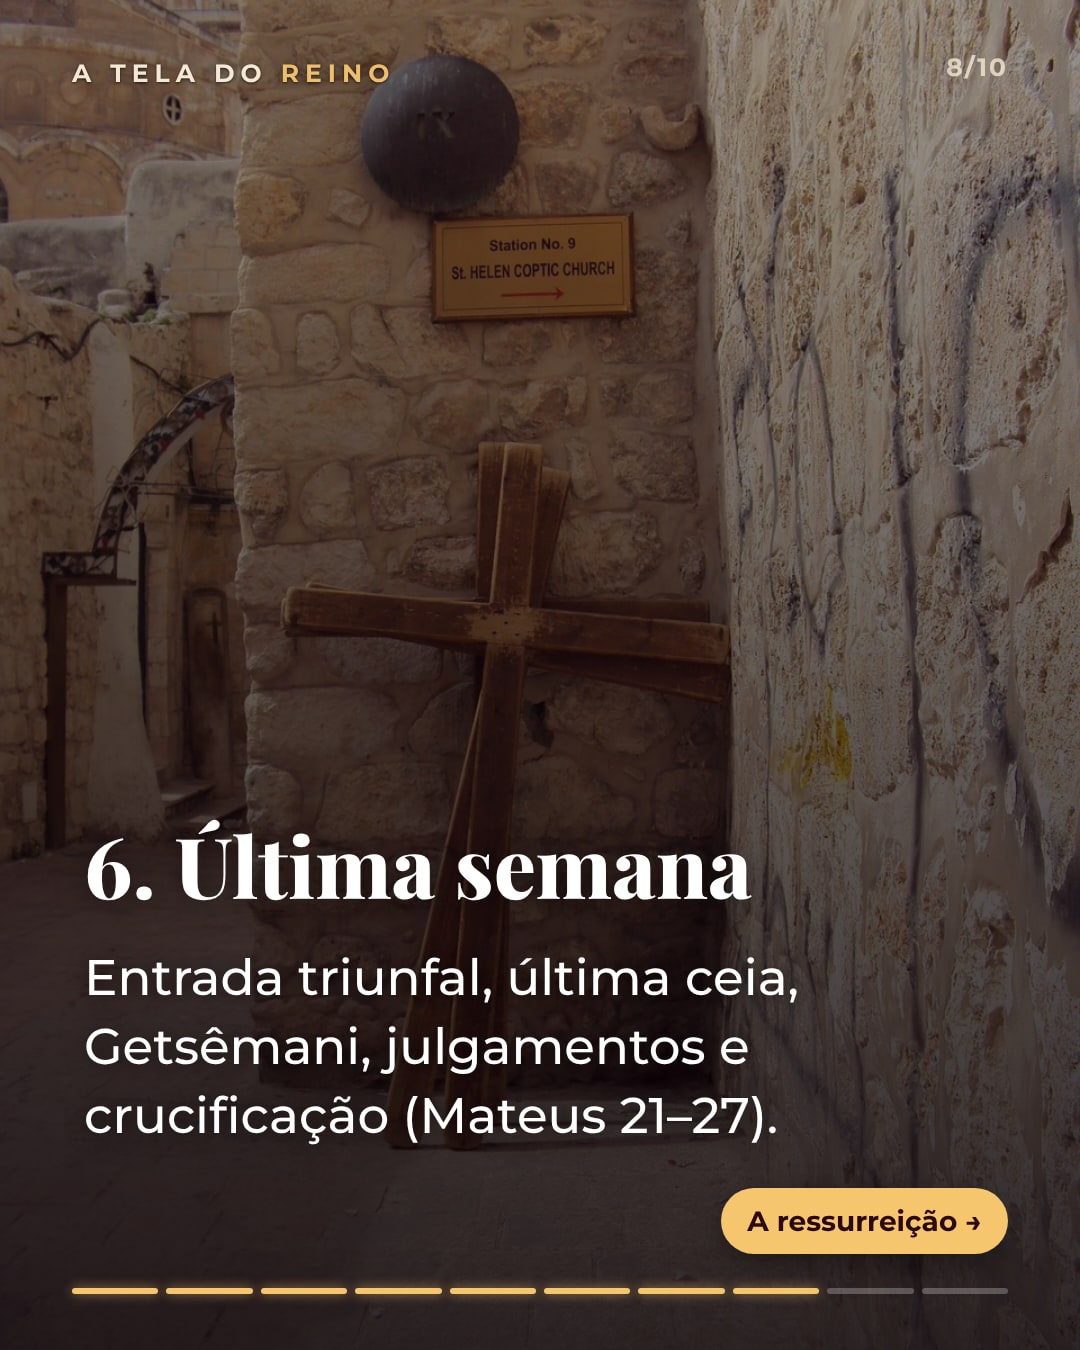 A TELA DO REINO
8/10
IX
Station No. 9
St. HELEN COPTIC CHURCH
6. Última semana
Entrada triunfal, última ceia,
Getsêmani, julgamentos e
crucificação (Mateus 21–27).
A ressurreição →